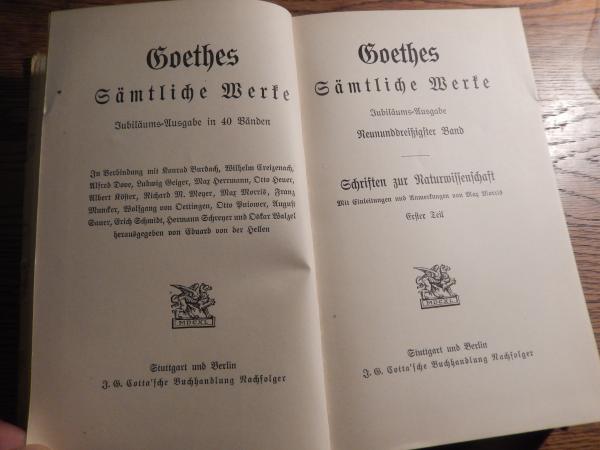 Goethes
Sämtliche Werke
Jubiläums-Ausgabe in 40 Bänden
In Verbindung mit Konrad Burdach, Wilhelm Creizenach,
Alfred Dove, Ludwig Geiger, Max Herrmann, Otto Heuer,
Albert Köster, Richard M. Meyer, Max Morris, Franz
Muncker, Wolfgang von Oettingen, Otto Pniower, August
Sauer, Erich Schmidt, Hermann Schreyer und Oskar Walzel
herausgegeben von Eduard von der Hellen
MDCXL
Stuttgart und Berlin
J. G. Cotta'sche Buchhandlung Nachfolger
Goethes
Sämtliche Werke
Jubiläums-Ausgabe
Neununddreißigster Band
Schriften zur Naturwissenschaft
Mit Einleitungen und Anmerkungen von Max Morris
Erster Teil
MDCXL
Stuttgart und Berlin
J. G. Cotta'sche Buchhandlung Nachfolger